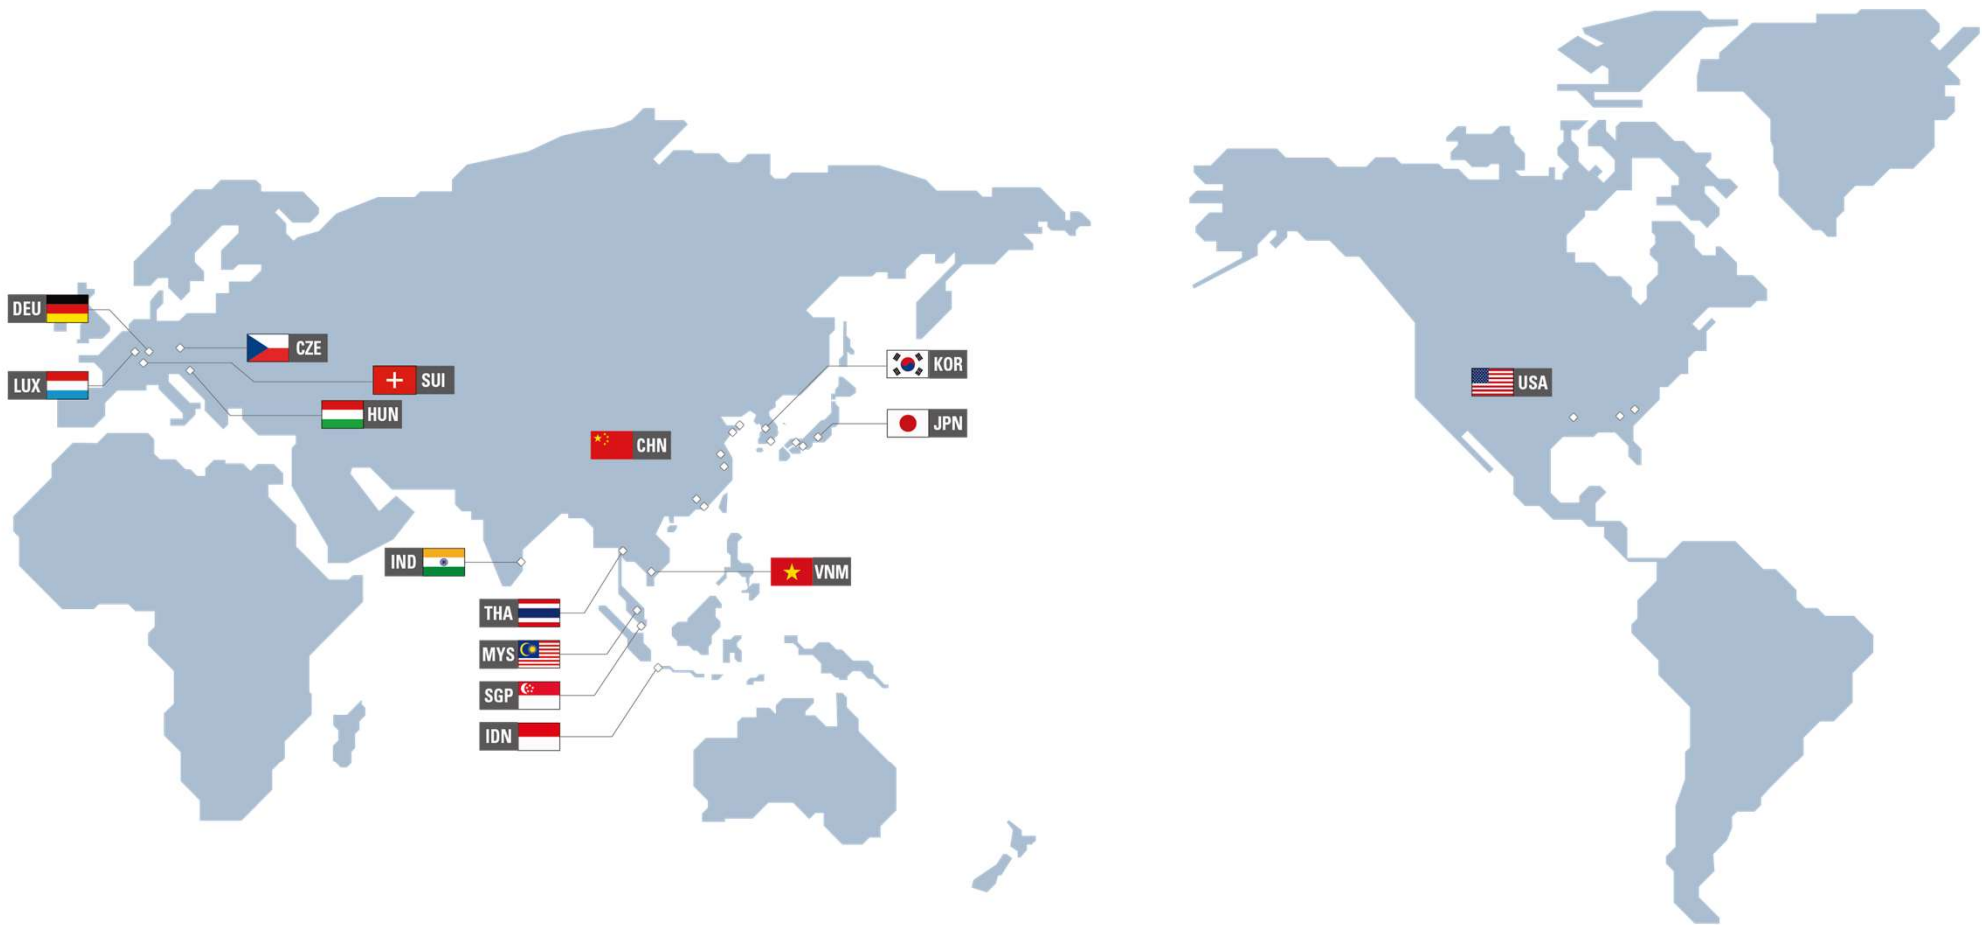 DEU
CZE
KOR
SUI
USA
LUX
HUN
JPN
CHN
IND
VNM
THA
MYS
SGP
IDN